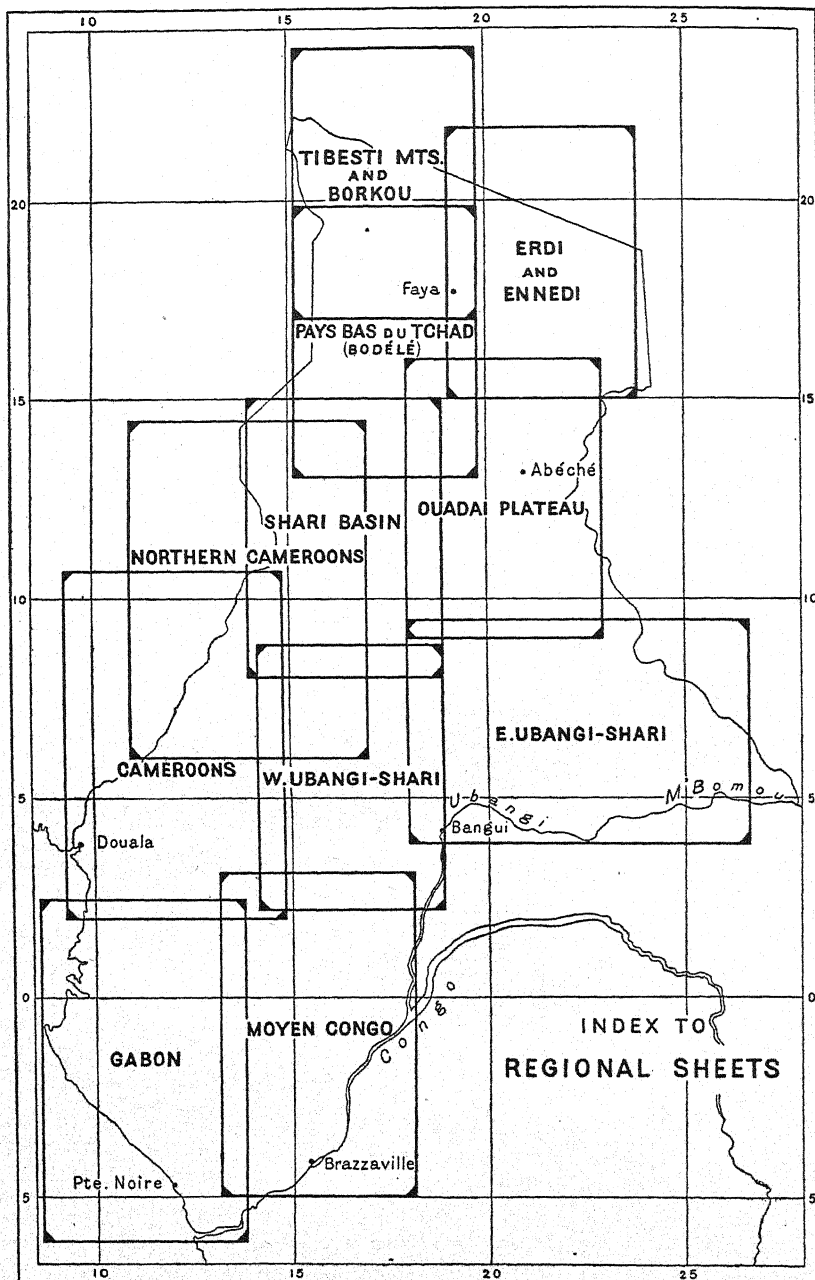 10 15 20 25
TIBESTI MTS.
AND
BORKOU
20 20
ERDI
AND
ENNEDI
Faya
PAYS BAS DU TCHAD
(BODÉLÉ)
15 15
Abéché
OUADAI PLATEAU
SHARI BASIN
NORTHERN CAMEROONS
10 10
E.UBANGI-SHARI
CAMEROONS
W.UBANGI-SHARI
5 5
Ubangi
M'Bomou
Bangui
Douala
0 0
Congo
MOYEN CONGO
INDEX TO
REGIONAL SHEETS
GABON
Brazzaville
Pte. Noire
5 5
10 15 20 25